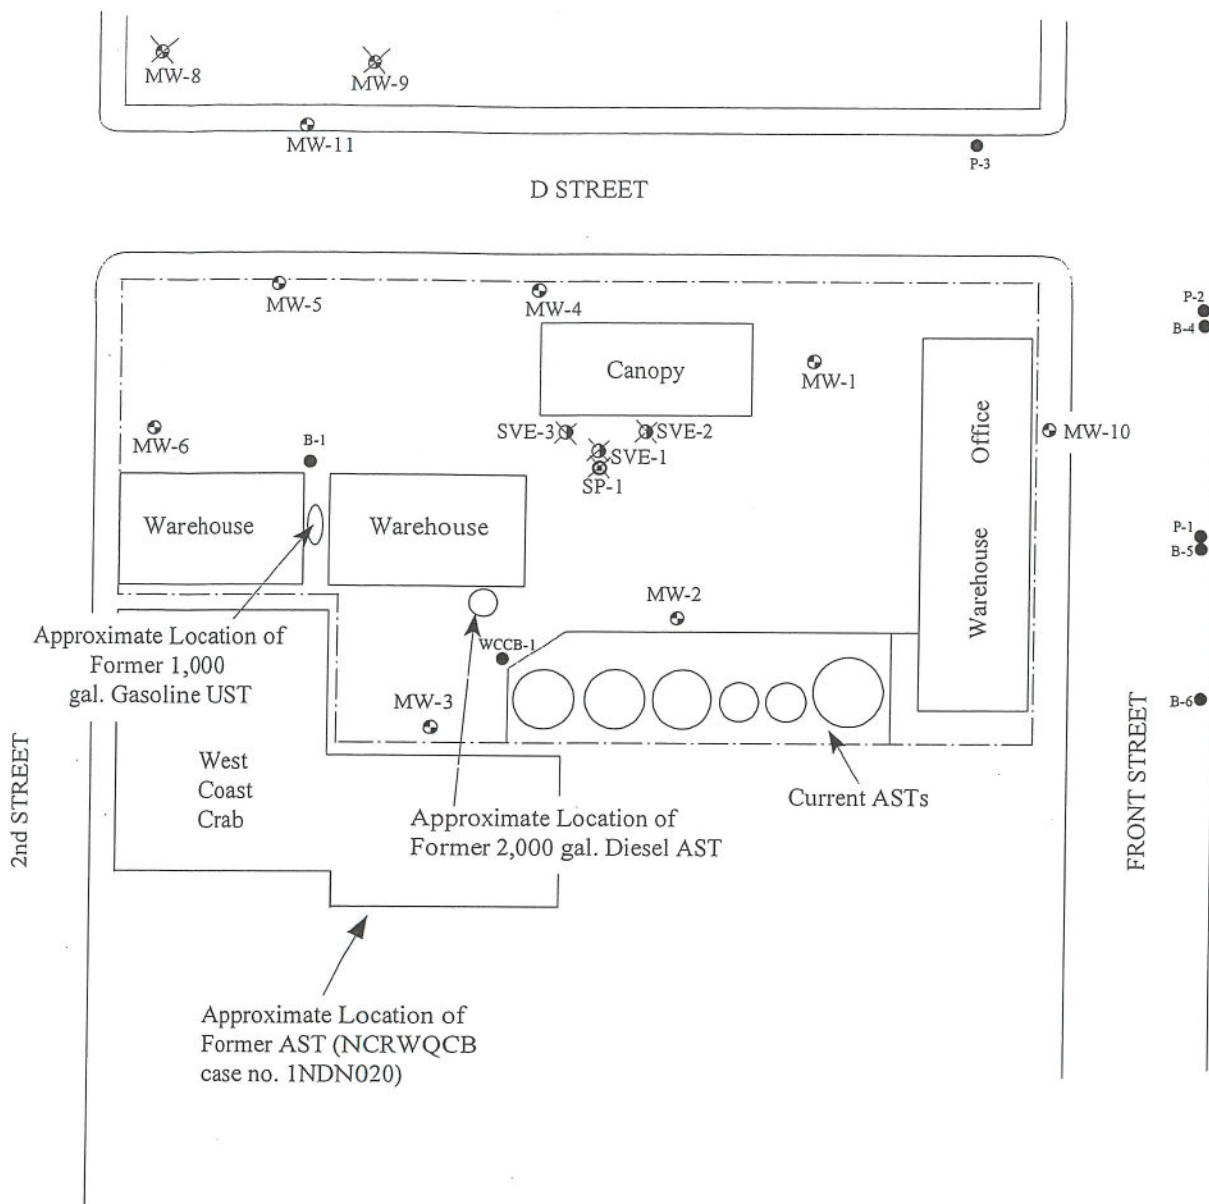 MW-8
MW-9
MW-11
P-3
D STREET
MW-5
MW-4
P-2
B-4
Canopy
MW-1
MW-6
B-1
SVE-3
SVE-2
SVE-1
SP-1
Office
MW-10
Warehouse
Warehouse
Warehouse
P-1
B-5
MW-2
Approximate Location of
Former 1,000
gal. Gasoline UST
WCCB-1
MW-3
B-6
West
Coast
Crab
Current ASTs
Approximate Location of
Former 2,000 gal. Diesel AST
2nd STREET
FRONT STREET
Approximate Location of
Former AST (NCRWQCB
case no. 1NDN020)